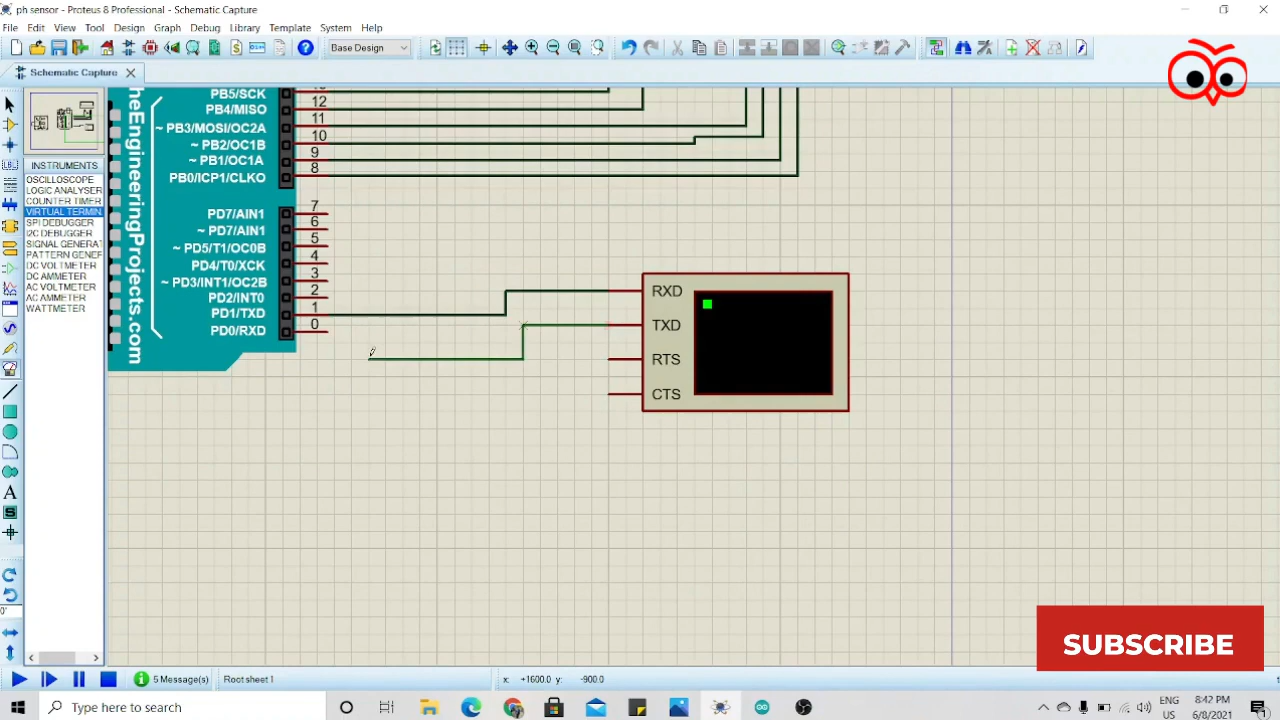 ph sensor - Proteus 8 Professional - Schematic Capture
File Edit View Tool Design Graph Debug Library Template System Help
Base Design
Schematic Capture
INSTRUMENTS
OSCILLOSCOPE
LOGIC ANALYSER
COUNTER TIMER
VIRTUAL TERMIN
SPI DEBUGGER
I2C DEBUGGER
SIGNAL GENERAT
PATTERN GENEF
DC VOLTMETER
DC AMMETER
AC VOLTMETER
AC AMMETER
WATTMETER
heEngineeringProjects.com
PB5/SCK
PB4/MISO 12
~ PB3/MOSI/OC2A 11
~ PB2/OC1B 10
~ PB1/OC1A 9
PB0/ICP1/CLKO 8
PD7/AIN1 7
~ PD7/AIN1 6
~ PD5/T1/OC0B 5
PD4/T0/XCK 4
~ PD3/INT1/OC2B 3
PD2/INT0 2
PD1/TXD 1
PD0/RXD 0
RXD
TXD
RTS
CTS
SUBSCRIBE
5 Message(s) Root sheet 1 x: +1600.0 y: -900.0
Type here to search
ENG
US
8:42 PM
6/8/2021